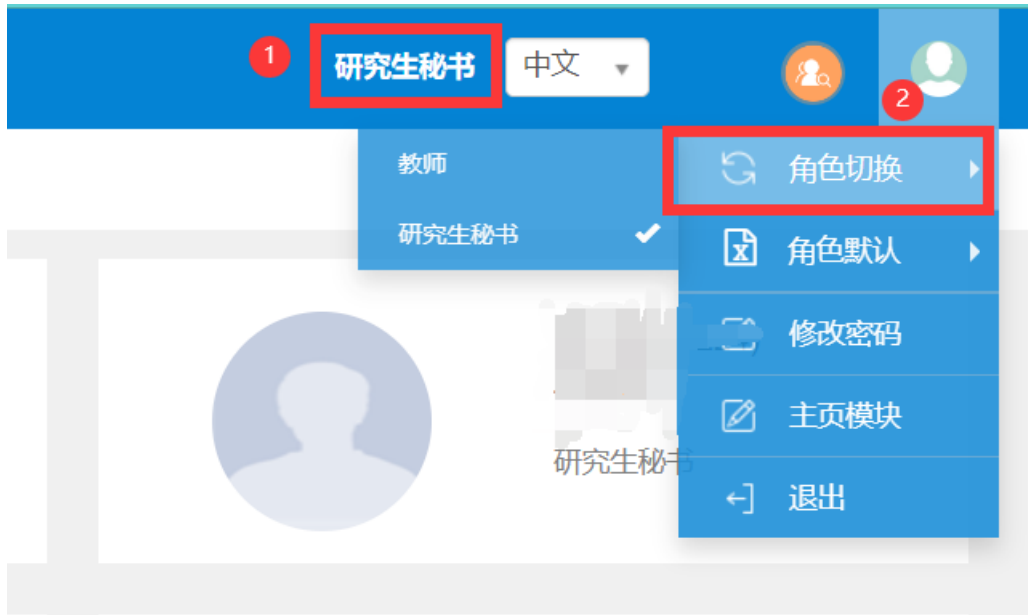 1 研究生秘书 中文
2
教师 角色切换
研究生秘书 角色默认
修改密码
主页模块
研究生秘书
退出